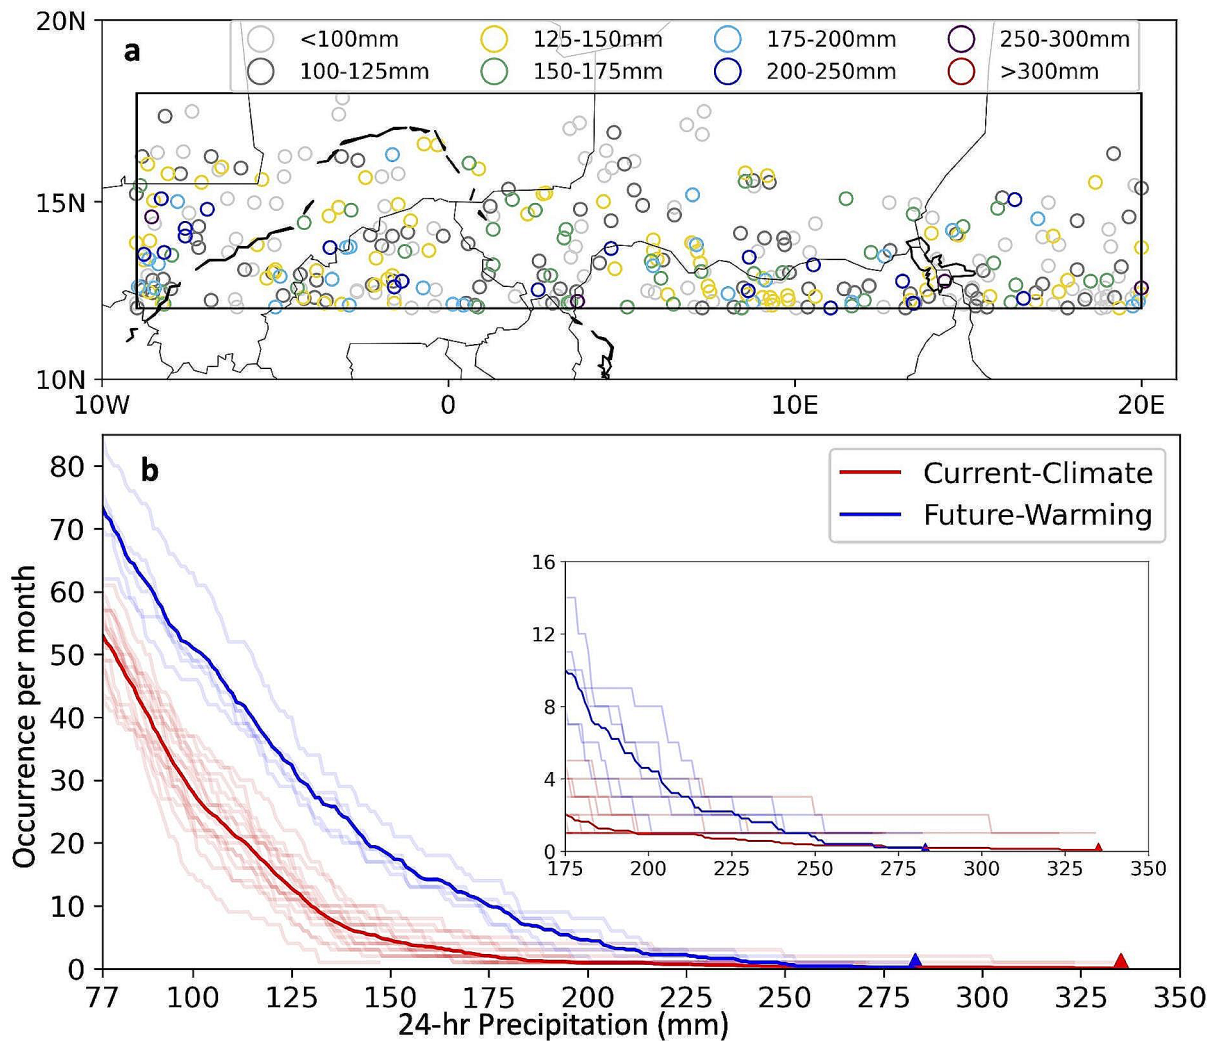 20N
a
<100mm 125-150mm 175-200mm 250-300mm
100-125mm 150-175mm 200-250mm >300mm
15N
10N
10W 0 10E 20E
b
Current-Climate
Future-Warming
80
70
60
50
40
30
20
10
0
Occurrence per month
16
12
8
4
0
175 200 225 250 275 300 325 350
77 100 125 150 175 200 225 250 275 300 325 350
24-hr Precipitation (mm)